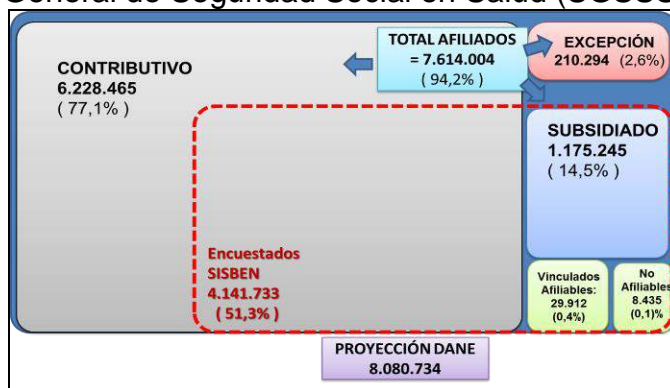 General de Seguridad Social en Salud (SGSSS
TOTAL AFILIADOS
= 7.614.004
( 94,2% )
EXCEPCIÓN
210.294 (2,6%)
CONTRIBUTIVO
6.228.465
( 77,1% )
SUBSIDIADO
1.175.245
( 14,5% )
Encuestados
SISBEN
4.141.733
( 51,3% )
Vinculados
Afiliables:
29.912
(0,4%)
No
Afiliables
8.435
(0,1)%
PROYECCIÓN DANE
8.080.734